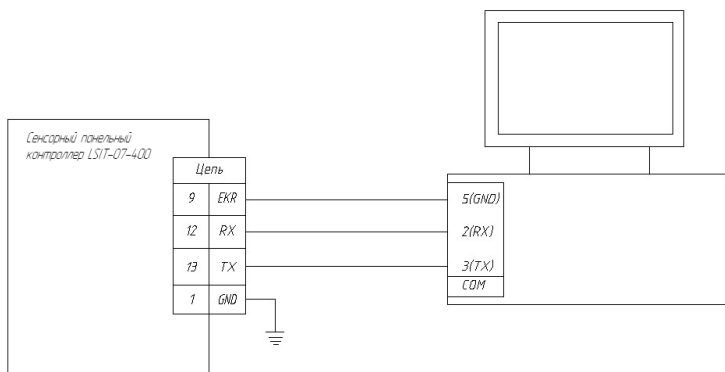 Сенсорный панельный
контроллер LSIT-07-400
Цепь
9 EKR
12 RX
13 TX
1 GND
5(GND)
2(RX)
3(TX)
COM